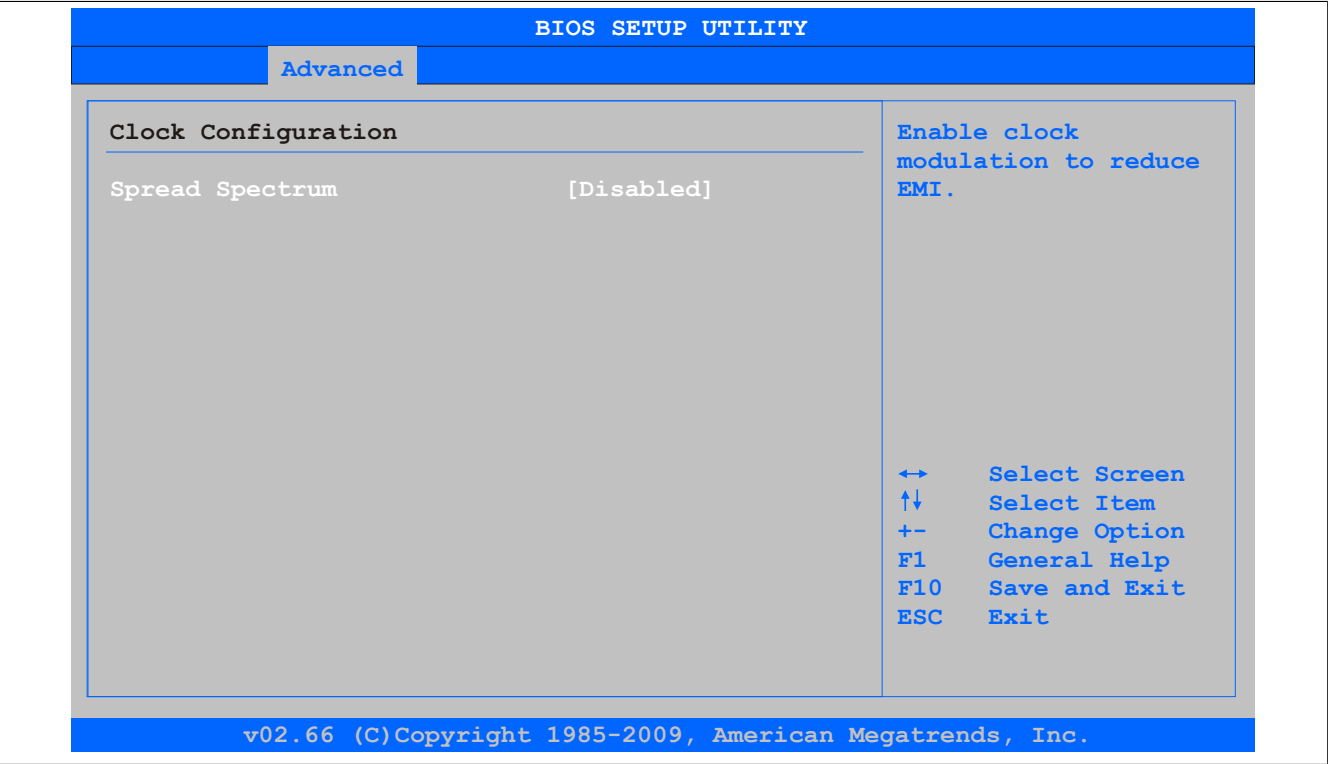 BIOS SETUP UTILITY
Advanced
Clock Configuration
Spread Spectrum [Disabled]
Enable clock
modulation to reduce
EMI.
←→ Select Screen
↑↓ Select Item
+- Change Option
F1 General Help
F10 Save and Exit
ESC Exit
v02.66 (C)Copyright 1985-2009, American Megatrends, Inc.